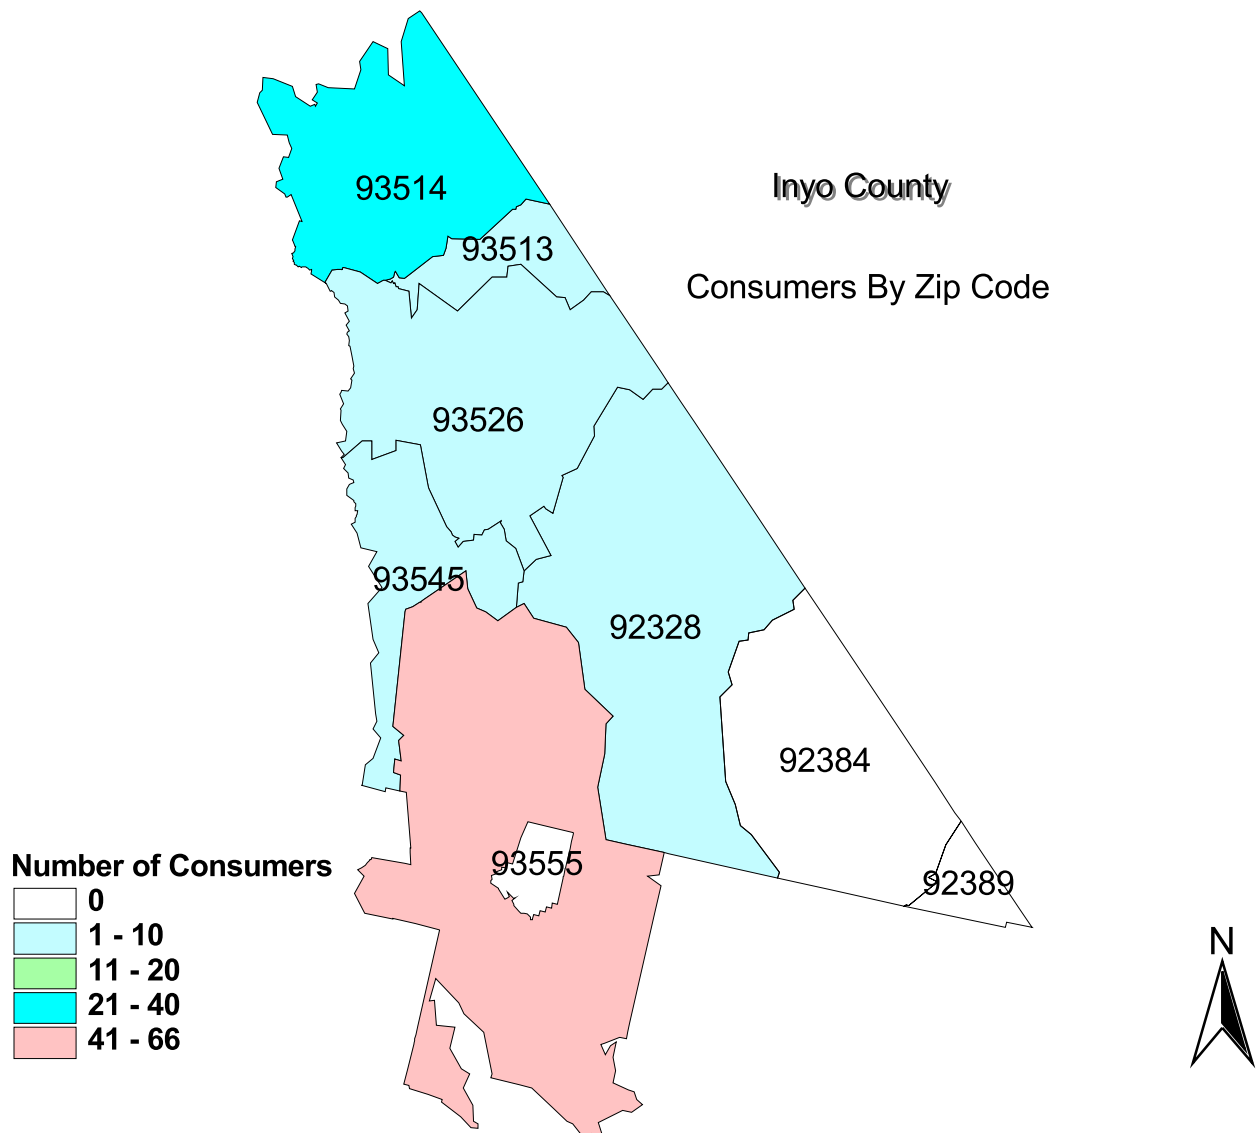 93514
Inyo County
93513
Consumers By Zip Code
93526
93545
92328
92384
93555
92389
Number of Consumers
0
1 - 10
11 - 20
21 - 40
41 - 66
N